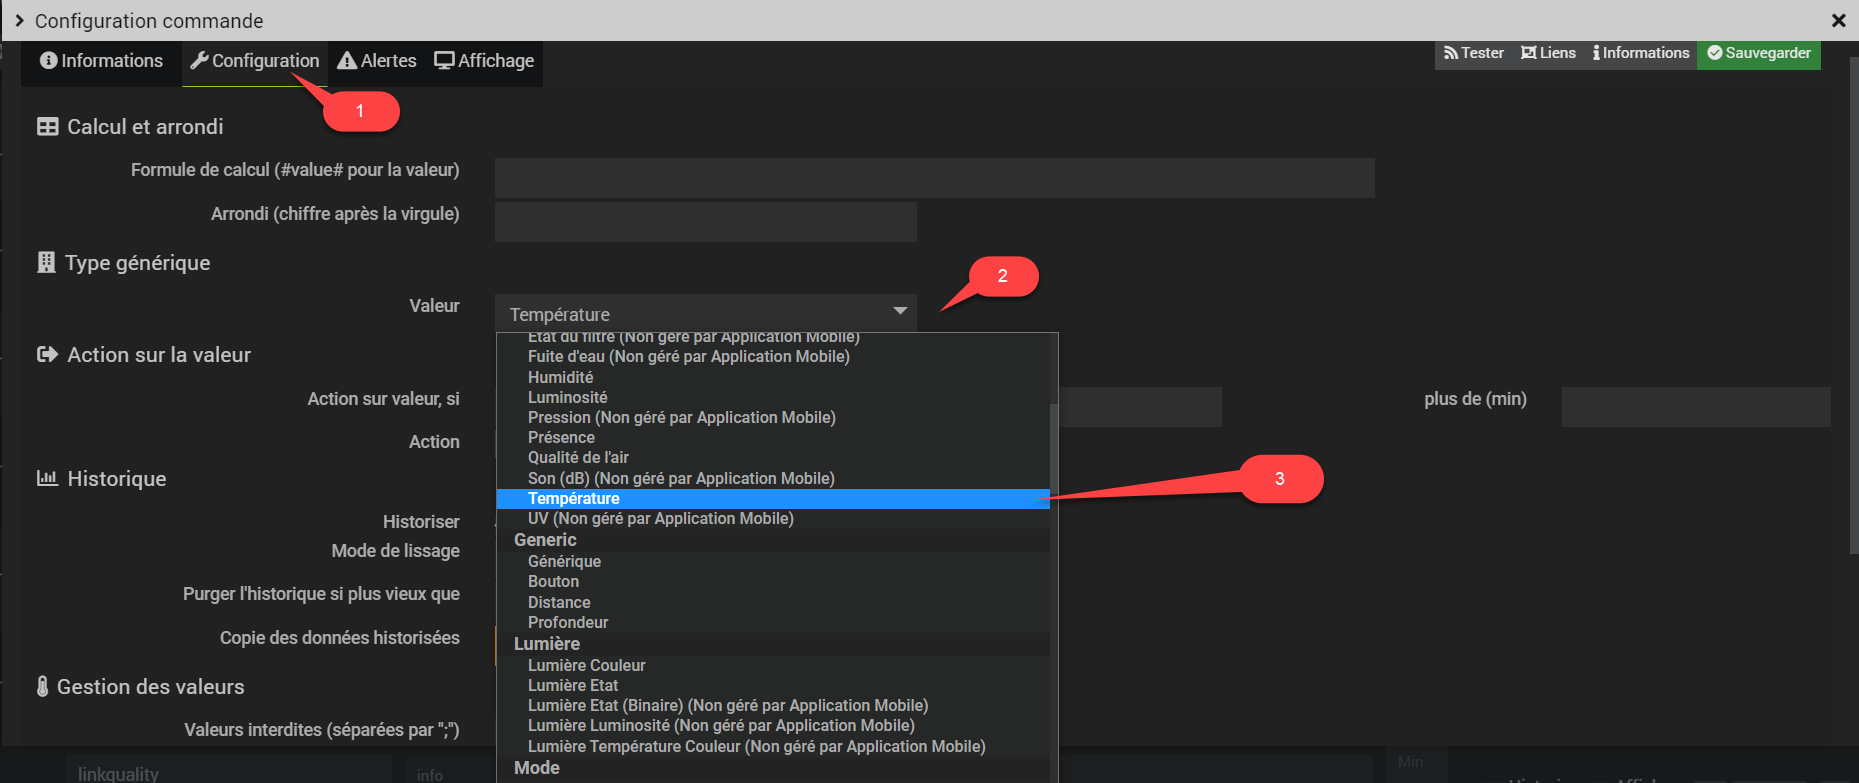 Configuration commande
Informations Configuration Alertes Affichage Tester Liens Informations Sauvegarder
1
Calcul et arrondi
Formule de calcul (#value# pour la valeur)
Arrondi (chiffre après la virgule)
Type générique
2
Valeur
Température
Etat du filtre (Non géré par Application Mobile)
Action sur la valeur
Fuite d'eau (Non géré par Application Mobile)
Humidité
Luminosité
Action sur valeur, si
plus de (min)
Pression (Non géré par Application Mobile)
Présence
Action
Qualité de l'air
Son (dB) (Non géré par Application Mobile)
Historique
3
Température
UV (Non géré par Application Mobile)
Historiser
Generic
Mode de lissage
Générique
Bouton
Purger l'historique si plus vieux que
Distance
Profondeur
Copie des données historisées
Lumière
Lumière Couleur
Lumière Etat
Gestion des valeurs
Lumière Etat (Binaire) (Non géré par Application Mobile)
Lumière Luminosité (Non géré par Application Mobile)
Valeurs interdites (séparées par ";")
Lumière Température Couleur (Non géré par Application Mobile)
Mode
linkquality
info
Min